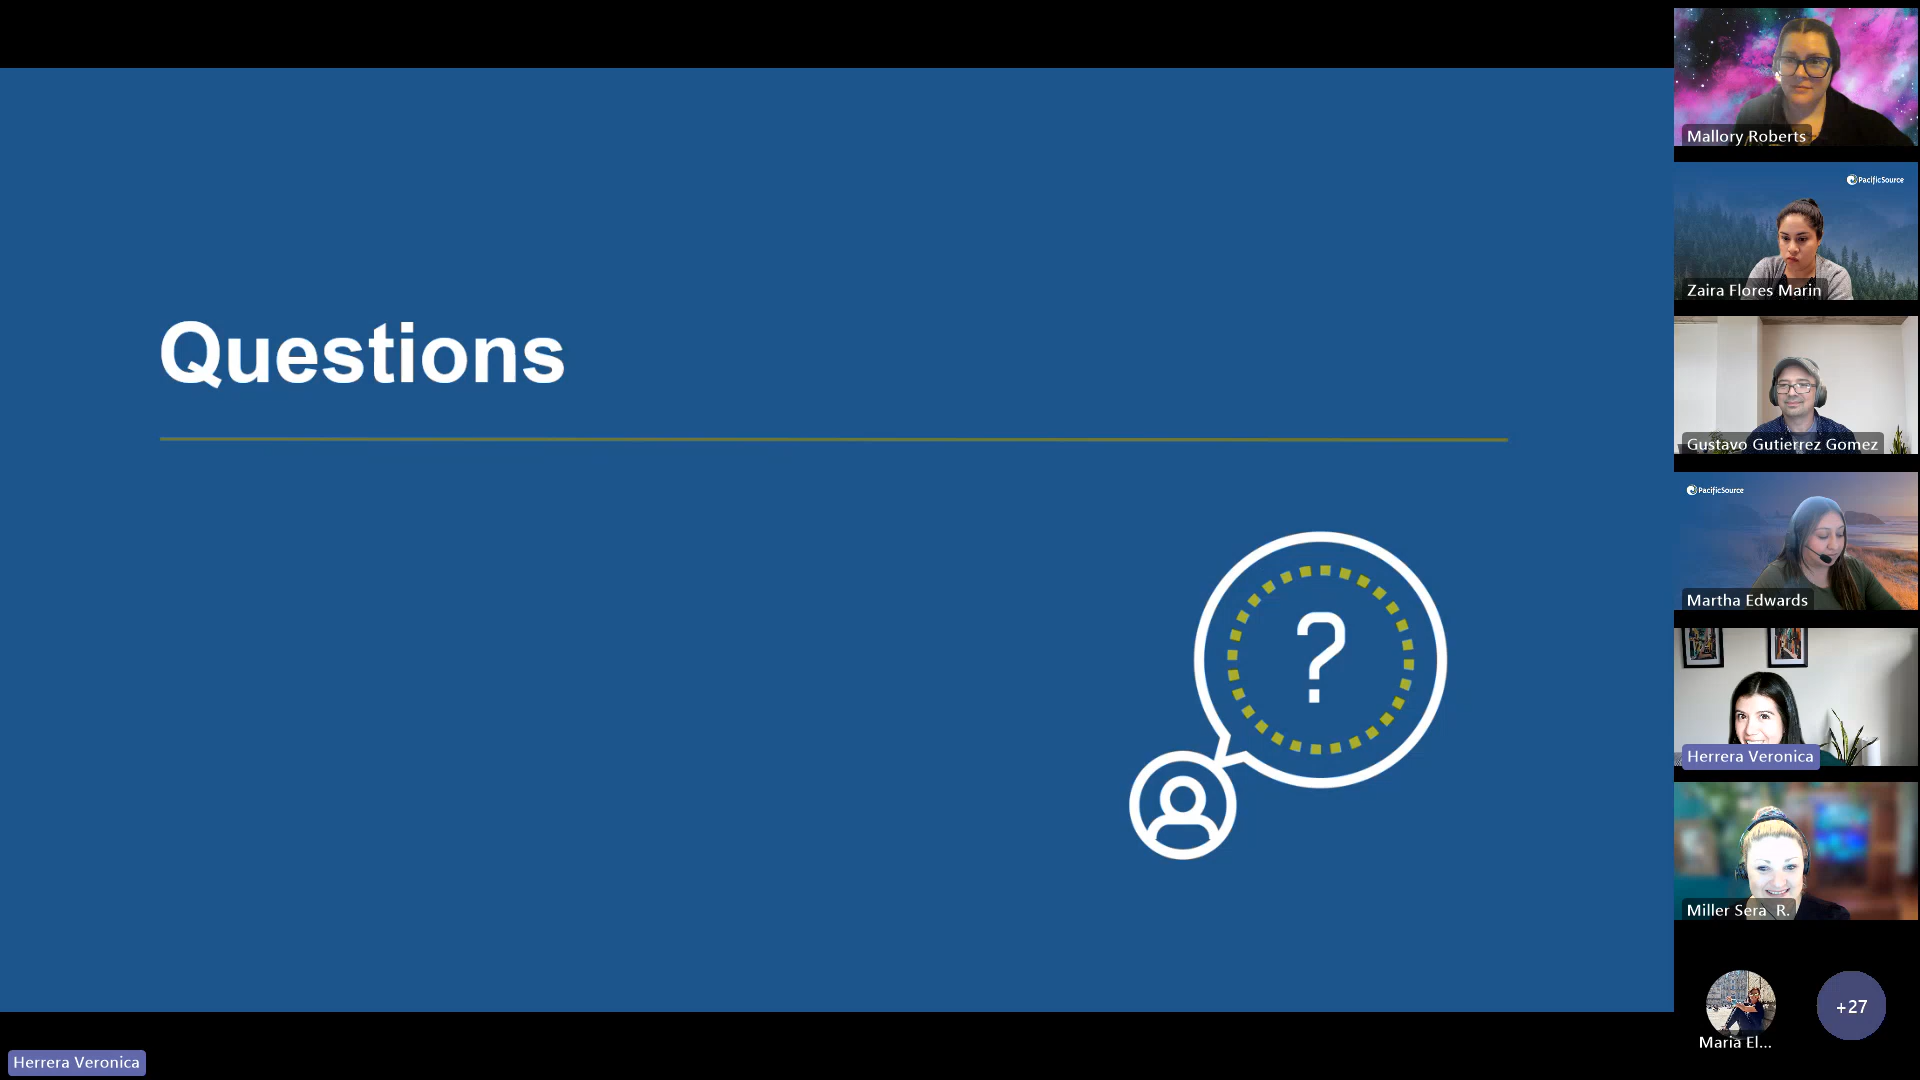 Questions
?
Herrera Veronica
Mallory Roberts
PacificSource
Zaira Flores Marin
Gustavo Gutierrez Gomez
PacificSource
Martha Edwards
Herrera Veronica
Miller Sera R.
Maria El...
+27